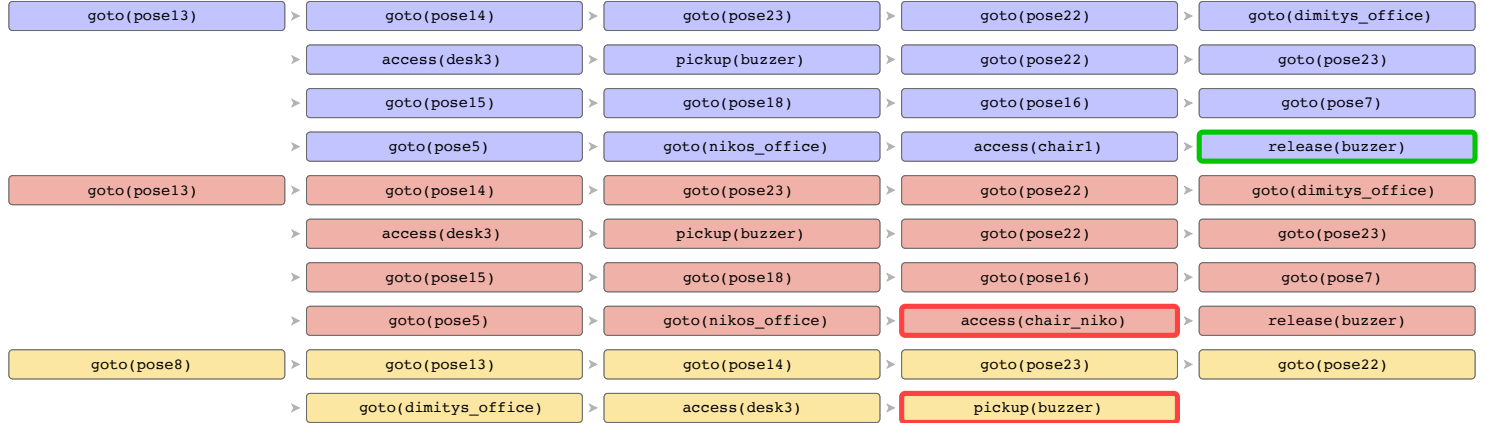 goto(pose13) goto(pose14) goto(pose23) goto(pose22) goto(dimitys_office)
access(desk3) pickup(buzzer) goto(pose22) goto(pose23)
goto(pose15) goto(pose18) goto(pose16) goto(pose7)
goto(pose5) goto(nikos_office) access(chair1) release(buzzer)
goto(pose13) goto(pose14) goto(pose23) goto(pose22) goto(dimitys_office)
access(desk3) pickup(buzzer) goto(pose22) goto(pose23)
goto(pose15) goto(pose18) goto(pose16) goto(pose7)
goto(pose5) goto(nikos_office) access(chair_niko) release(buzzer)
goto(pose8) goto(pose13) goto(pose14) goto(pose23) goto(pose22)
goto(dimitys_office) access(desk3) pickup(buzzer)